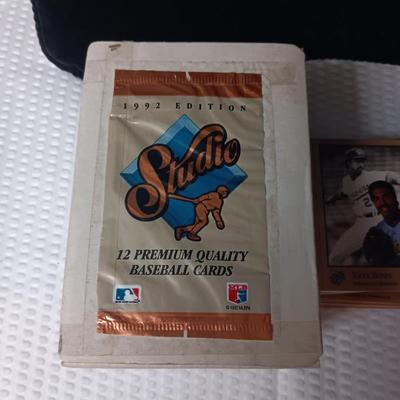 1992 EDITION
Studio
12 PREMIUM QUALITY
BASEBALL CARDS